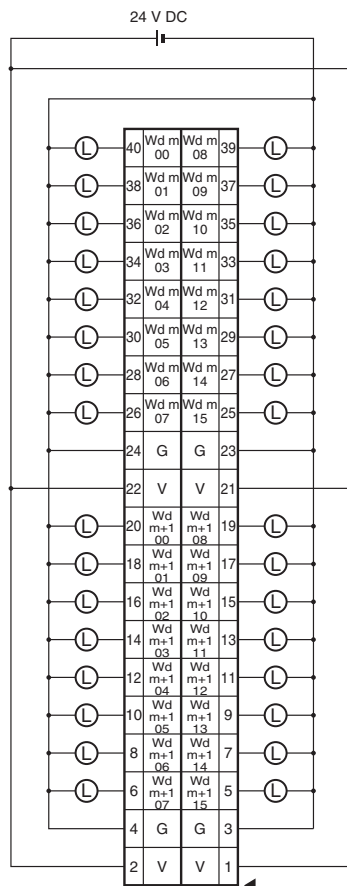 24 V DC
L 40 Wd m 00 Wd m 08 39 L
L 38 Wd m 01 Wd m 09 37 L
L 36 Wd m 02 Wd m 10 35 L
L 34 Wd m 03 Wd m 11 33 L
L 32 Wd m 04 Wd m 12 31 L
L 30 Wd m 05 Wd m 13 29 L
L 28 Wd m 06 Wd m 14 27 L
L 26 Wd m 07 Wd m 15 25 L
24 G G 23
22 V V 21
L 20 Wd m+1 00 Wd m+1 08 19 L
L 18 Wd m+1 01 Wd m+1 09 17 L
L 16 Wd m+1 02 Wd m+1 10 15 L
L 14 Wd m+1 03 Wd m+1 11 13 L
L 12 Wd m+1 04 Wd m+1 12 11 L
L 10 Wd m+1 05 Wd m+1 13 9 L
L 8 Wd m+1 06 Wd m+1 14 7 L
L 6 Wd m+1 07 Wd m+1 15 5 L
4 G G 3
2 V V 1